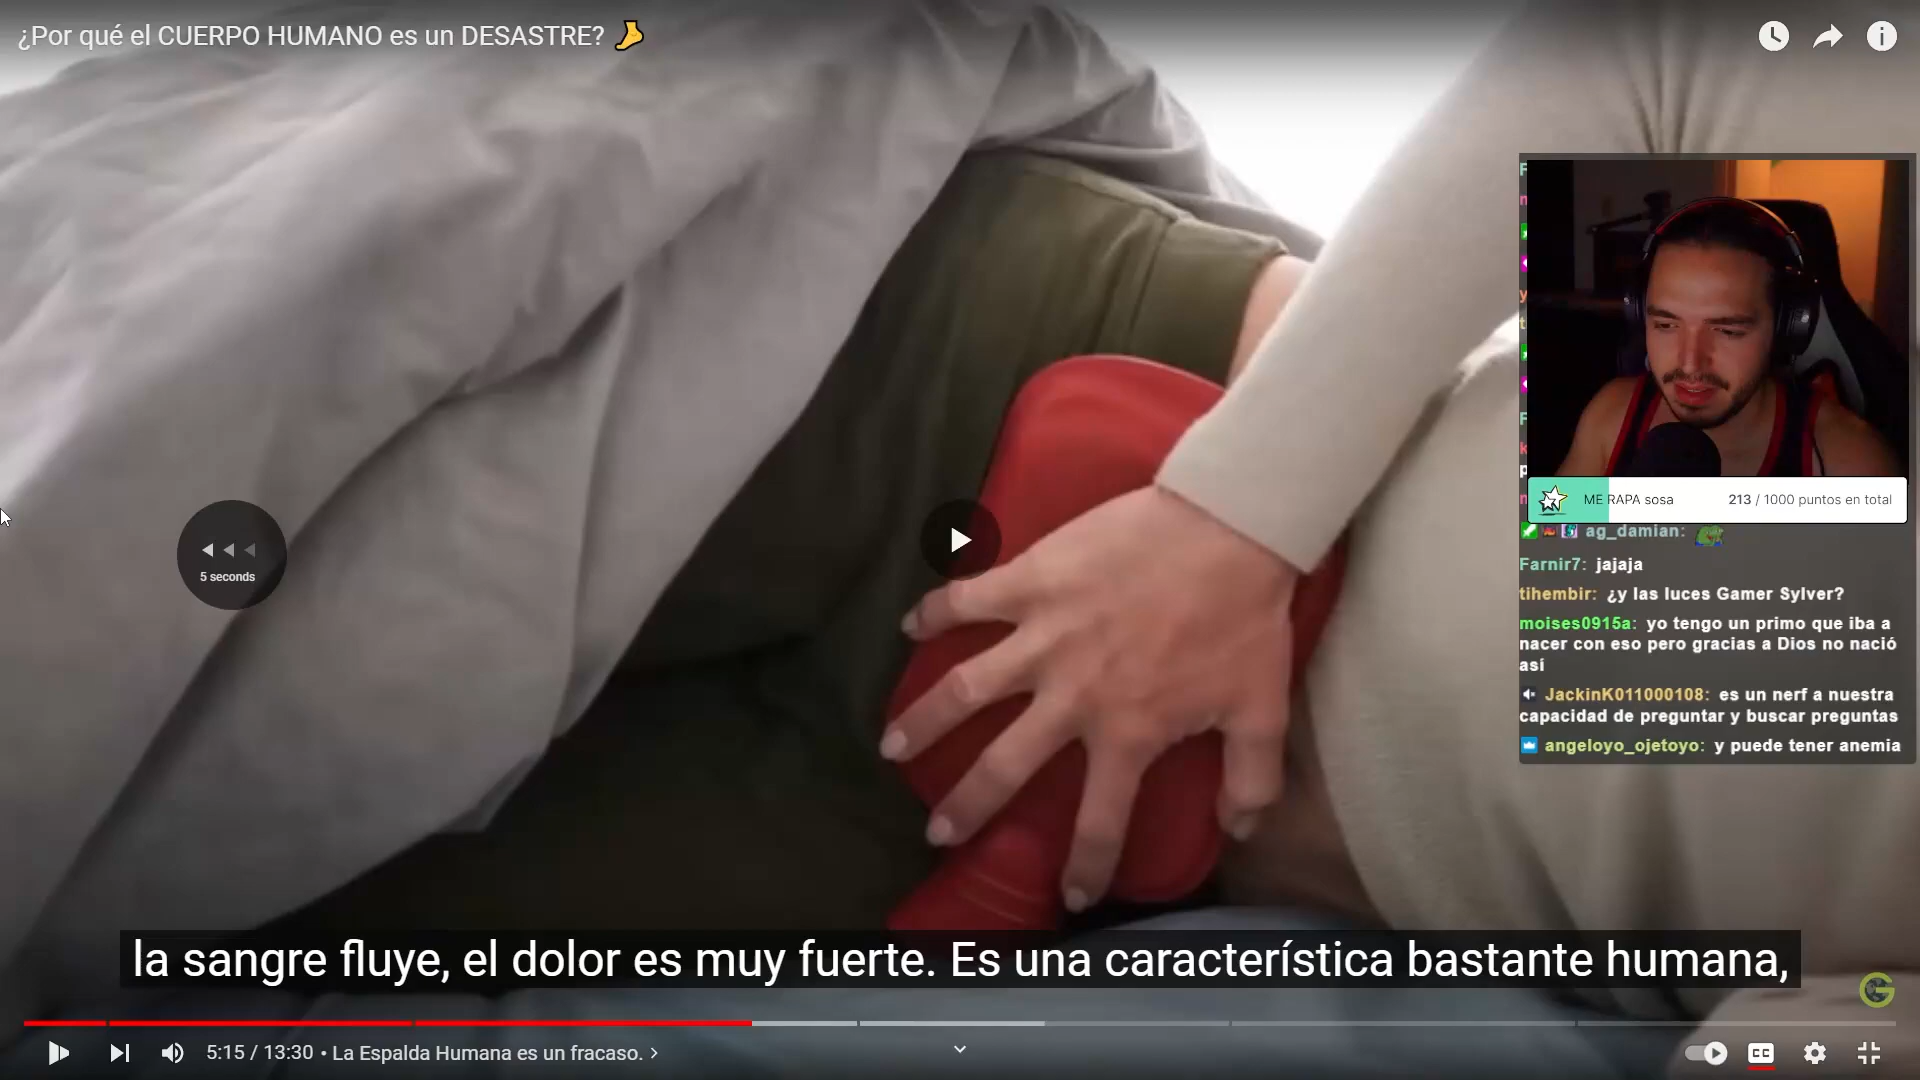 ¿Por qué el CUERPO HUMANO es un DESASTRE?
5 seconds
ME RAPA sosa 213 / 1000 puntos en total
ag_damian:
Farnir7: jajaja
tihembir: ¿y las luces Gamer Sylver?
moises0915a: yo tengo un primo que iba a
nacer con eso pero gracias a Dios no nació
así
JackinK011000108: es un nerf a nuestra
capacidad de preguntar y buscar preguntas
angeloyo_ojetoyo: y puede tener anemia
la sangre fluye, el dolor es muy fuerte. Es una característica bastante humana,
5:15 / 13:30 • La Espalda Humana es un fracaso.
CC